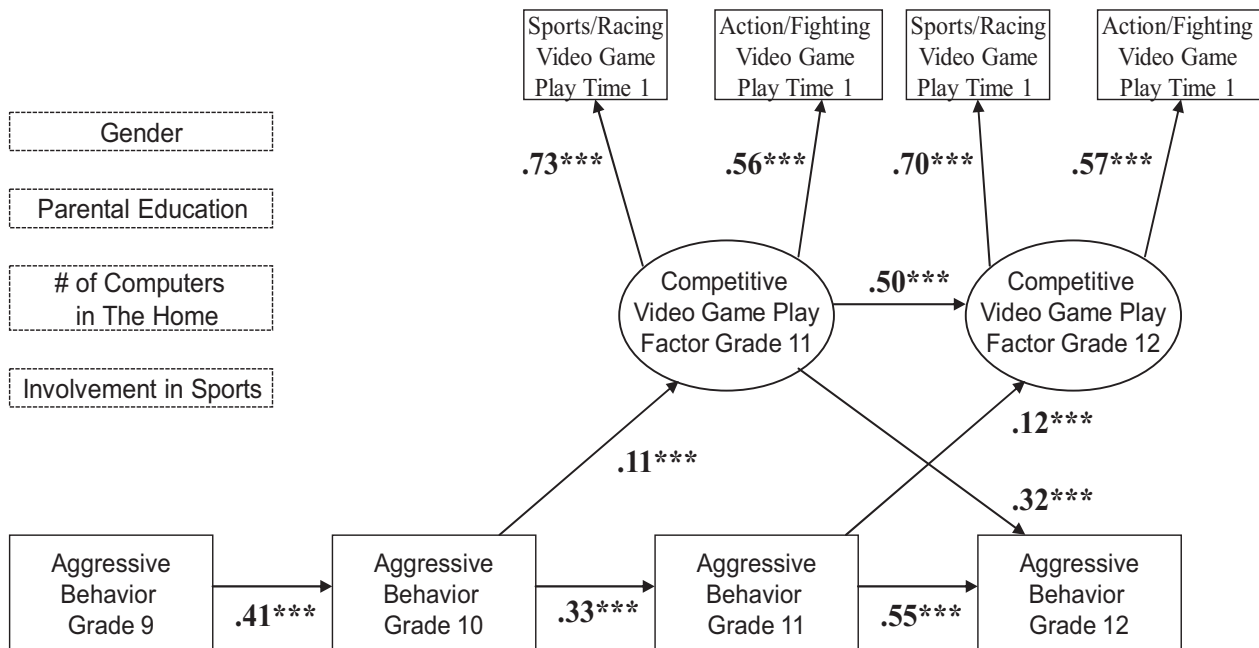 Sports/Racing
Video Game
Play Time 1
Action/Fighting
Video Game
Play Time 1
Sports/Racing
Video Game
Play Time 1
Action/Fighting
Video Game
Play Time 1
Gender
Parental Education
# of Computers
in The Home
Involvement in Sports
.73***
.56***
.70***
.57***
Competitive
Video Game Play
Factor Grade 11
.50***
Competitive
Video Game Play
Factor Grade 12
.11***
.12***
.32***
Aggressive
Behavior
Grade 9
.41***
Aggressive
Behavior
Grade 10
.33***
Aggressive
Behavior
Grade 11
.55***
Aggressive
Behavior
Grade 12